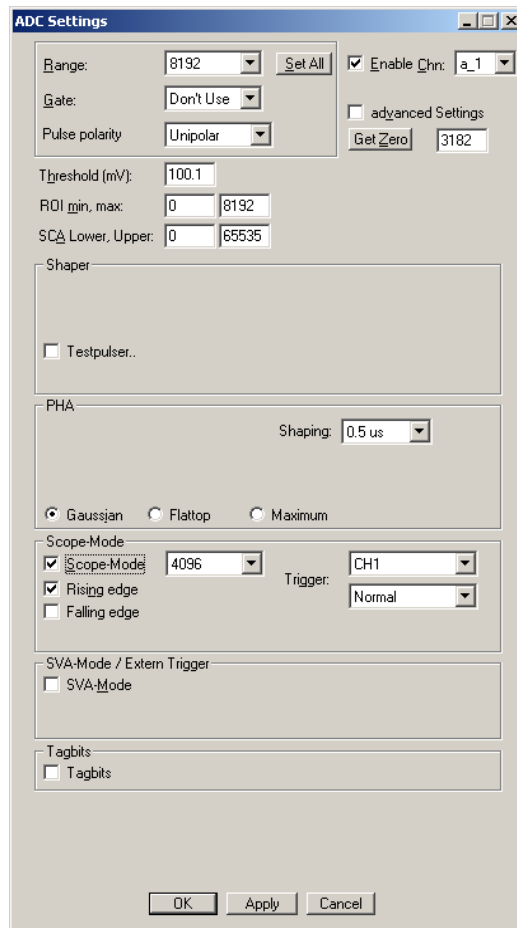 ADC Settings
Range: 8192 Set All Enable Chn: a_1
Gate: Don't Use advanced Settings
Pulse polarity Unipolar Get Zero 3182
Threshold (mV): 100.1
ROI min, max: 0 8192
SCA Lower, Upper: 0 65535
Shaper
Testpulser..
PHA
Shaping: 0.5 us
Gaussian Flattop Maximum
Scope-Mode
Scope-Mode 4096 Trigger: CH1
Rising edge Normal
Falling edge
SVA-Mode / Extern Trigger
SVA-Mode
Tagbits
Tagbits
OK Apply Cancel